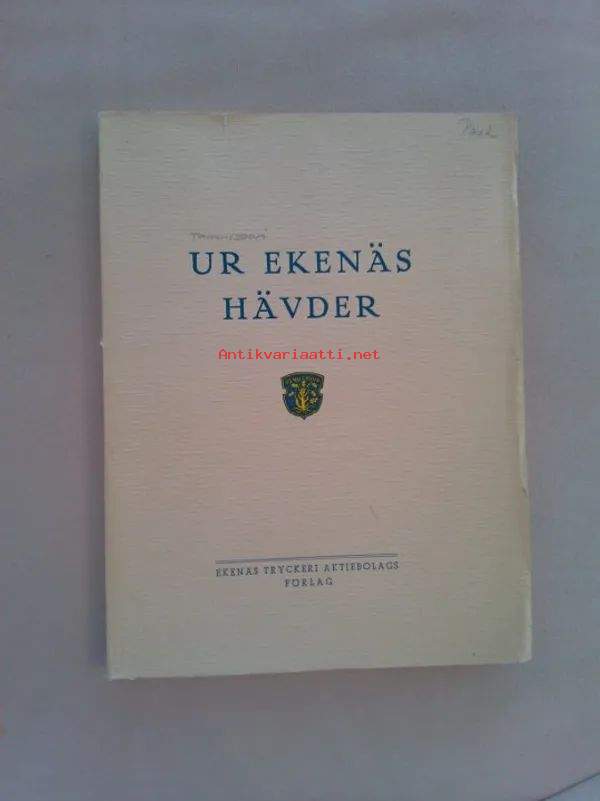 UR EKENÄS
HÄVDER
Antikvariaatti.net
EKENÄS TRYCKERI AKTIEBOLAGS
FÖRLAG